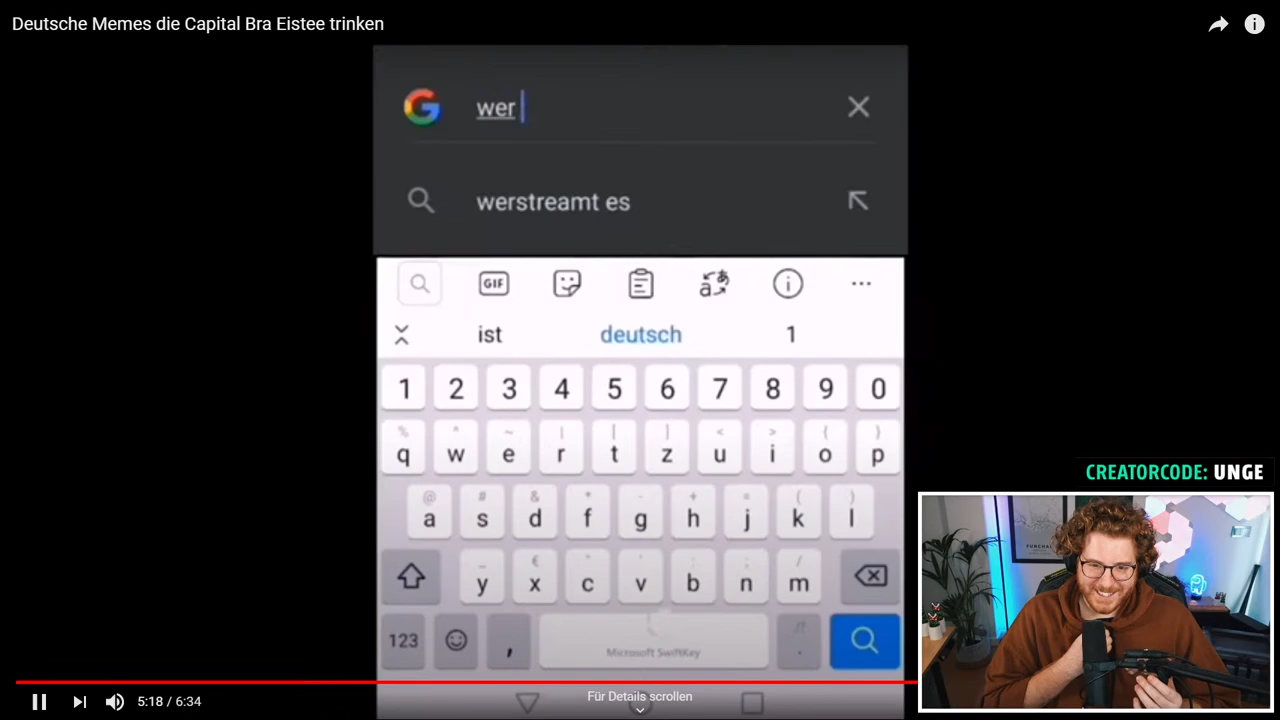 Deutsche Memes die Capital Bra Eistee trinken
wer
werstreamt es
GIF
ist deutsch 1
1 2 3 4 5 6 7 8 9 0
q w e r t z u i o p
a s d f g h j k l
y x c v b n m
123 , Microsoft SwiftKey .
CREATORCODE: UNGE
5:18 / 6:34
Für Details scrollen